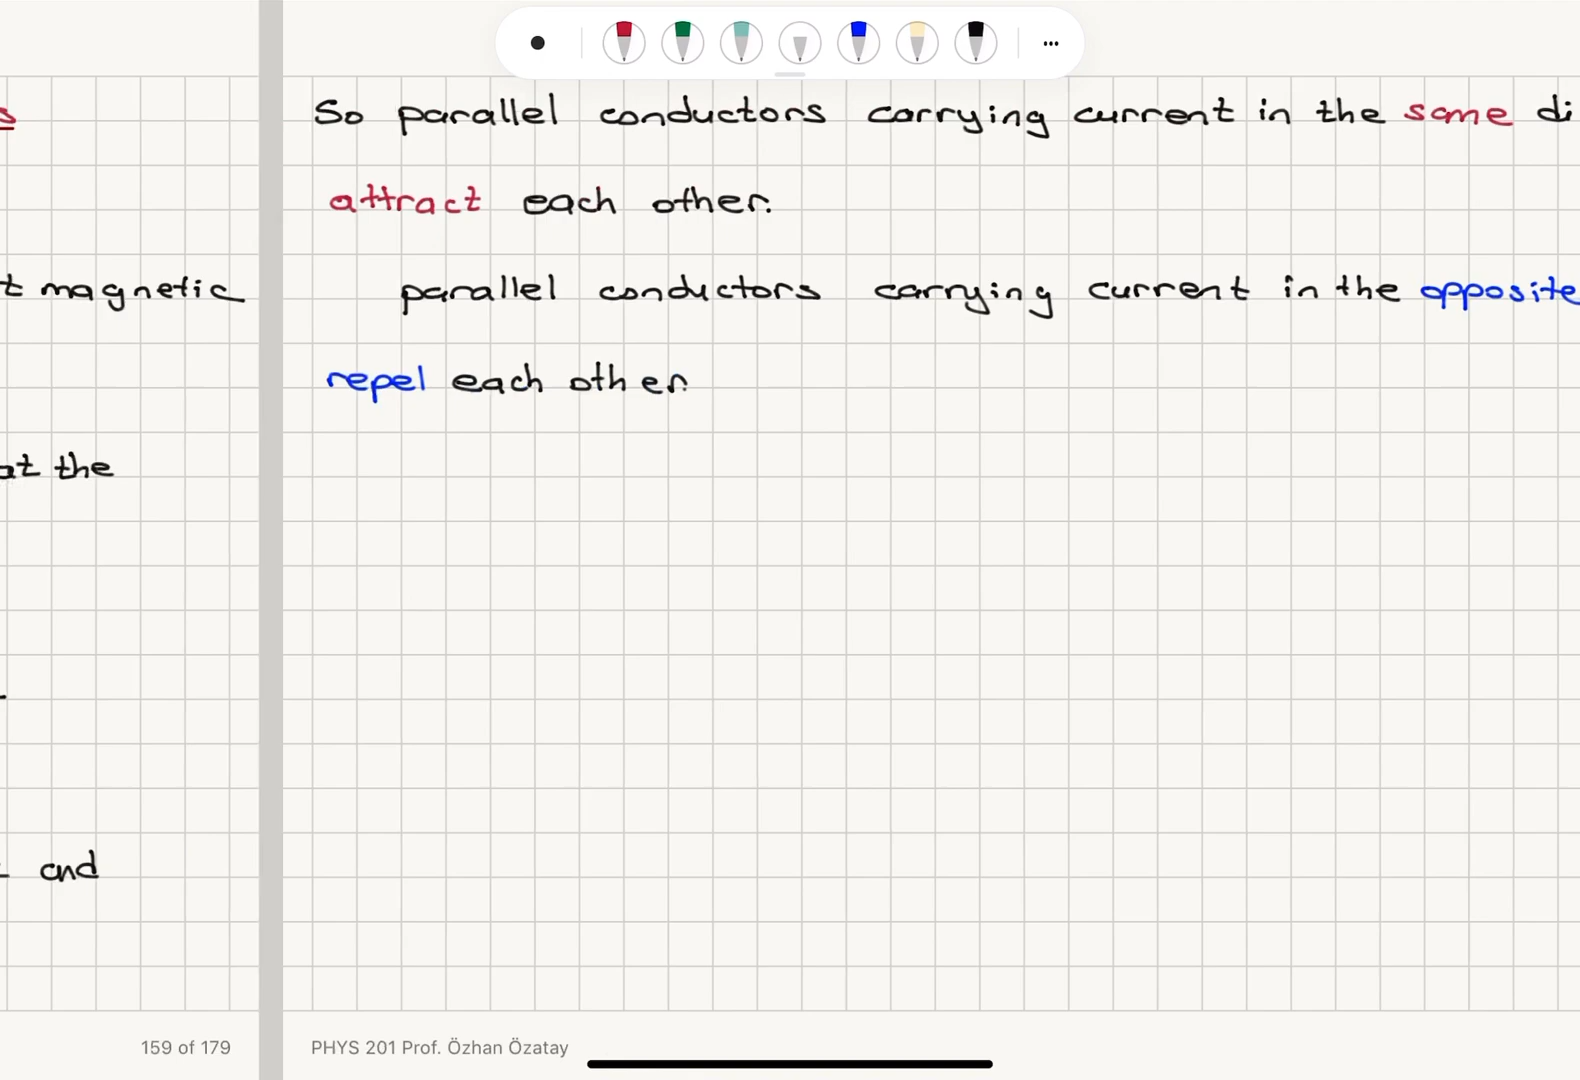 s
t magnetic
at the
and
159 of 179
So parallel conductors carrying current in the same di
attract each other.
parallel conductors carrying current in the opposite
repel each other.
PHYS 201 Prof. Özhan Özatay